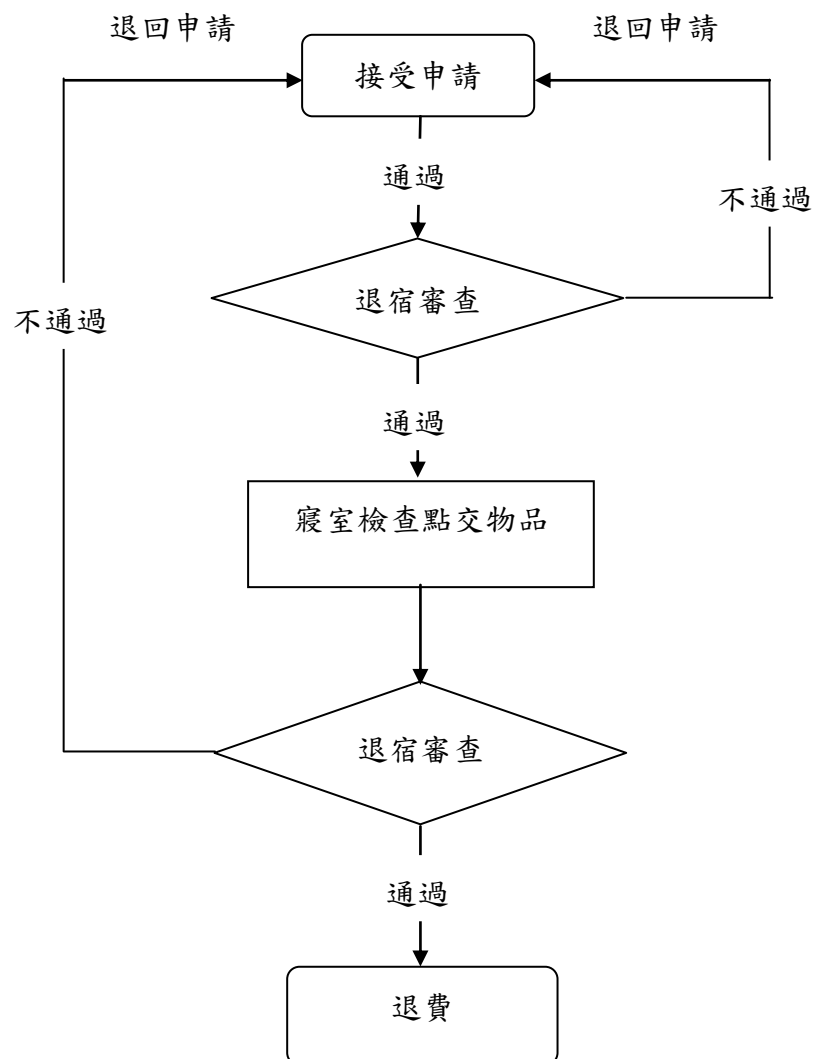 退回申請
退回申請
接受申請
通過
不通過
退宿審查
不通過
通過
寢室檢查點交物品
退宿審查
通過
退費